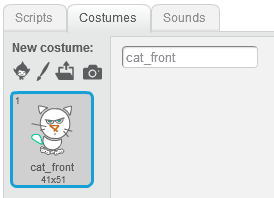 Scripts Costumes Sounds
New costume:
cat_front
1
cat_front
41x51